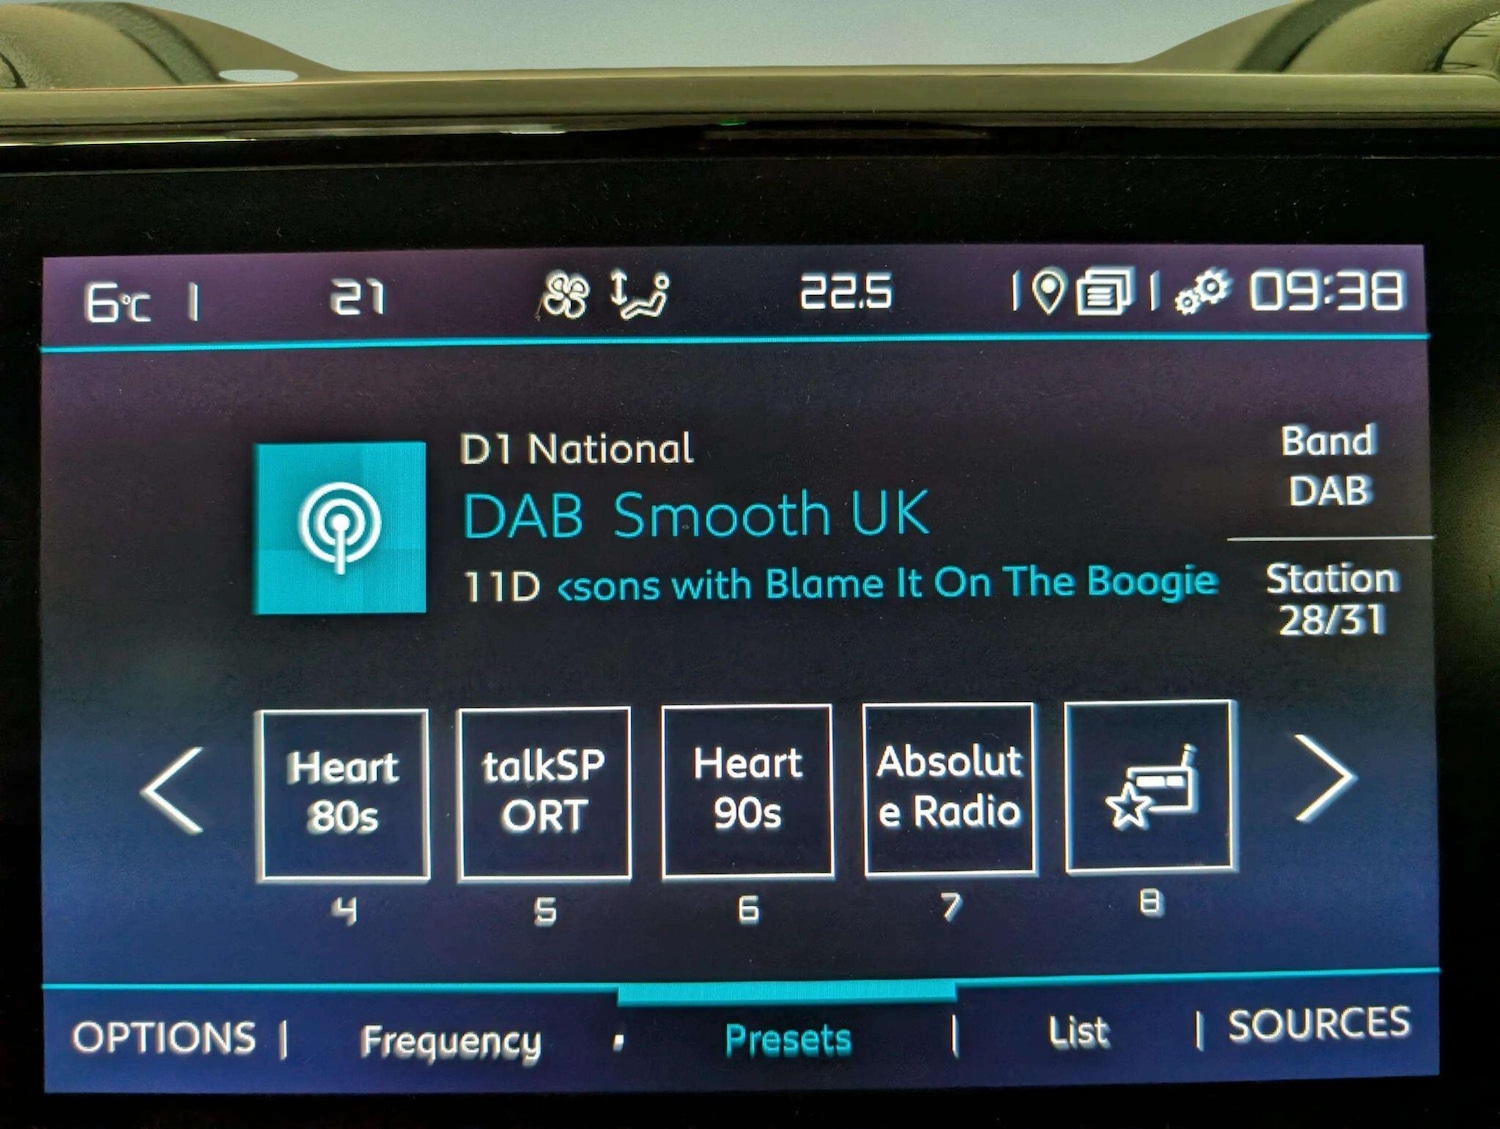 6°C | 21 22.5 | | 09:38
D1 National
DAB Smooth UK
11D <sons with Blame It On The Boogie
Band
DAB
Station
28/31
Heart
80s
talkSP
ORT
Heart
90s
Absolut
e Radio
4 5 6 7 8
OPTIONS | Frequency Presets | List | SOURCES